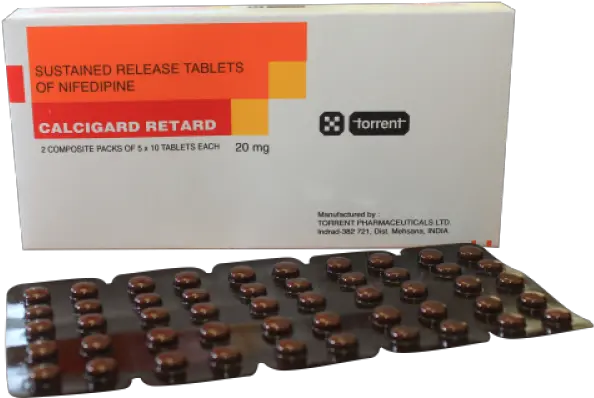 SUSTAINED RELEASE TABLETS
OF NIFEDIPINE
CALCIGARD RETARD
2 COMPOSITE PACKS OF 5 x 10 TABLETS EACH 20 mg
torrent
Manufactured by :
TORRENT PHARMACEUTICALS LTD.
Indrad-382 721, Dist. Mehsana, INDIA.